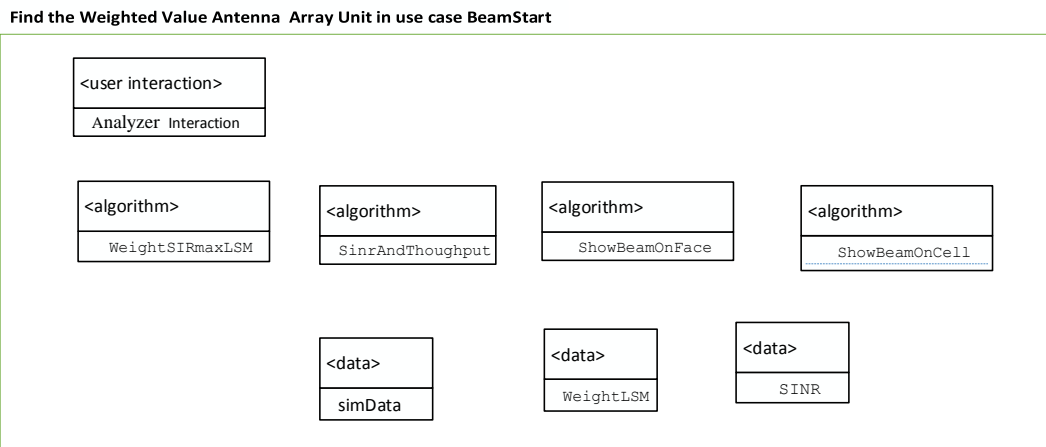 Find the Weighted Value Antenna Array Unit in use case BeamStart
<user interaction>
Analyzer Interaction
<algorithm>
WeightSIRmaxLSM
<algorithm>
SinrAndThoughput
<algorithm>
ShowBeamOnFace
<algorithm>
ShowBeamOnCell
<data>
simData
<data>
WeightLSM
<data>
SINR